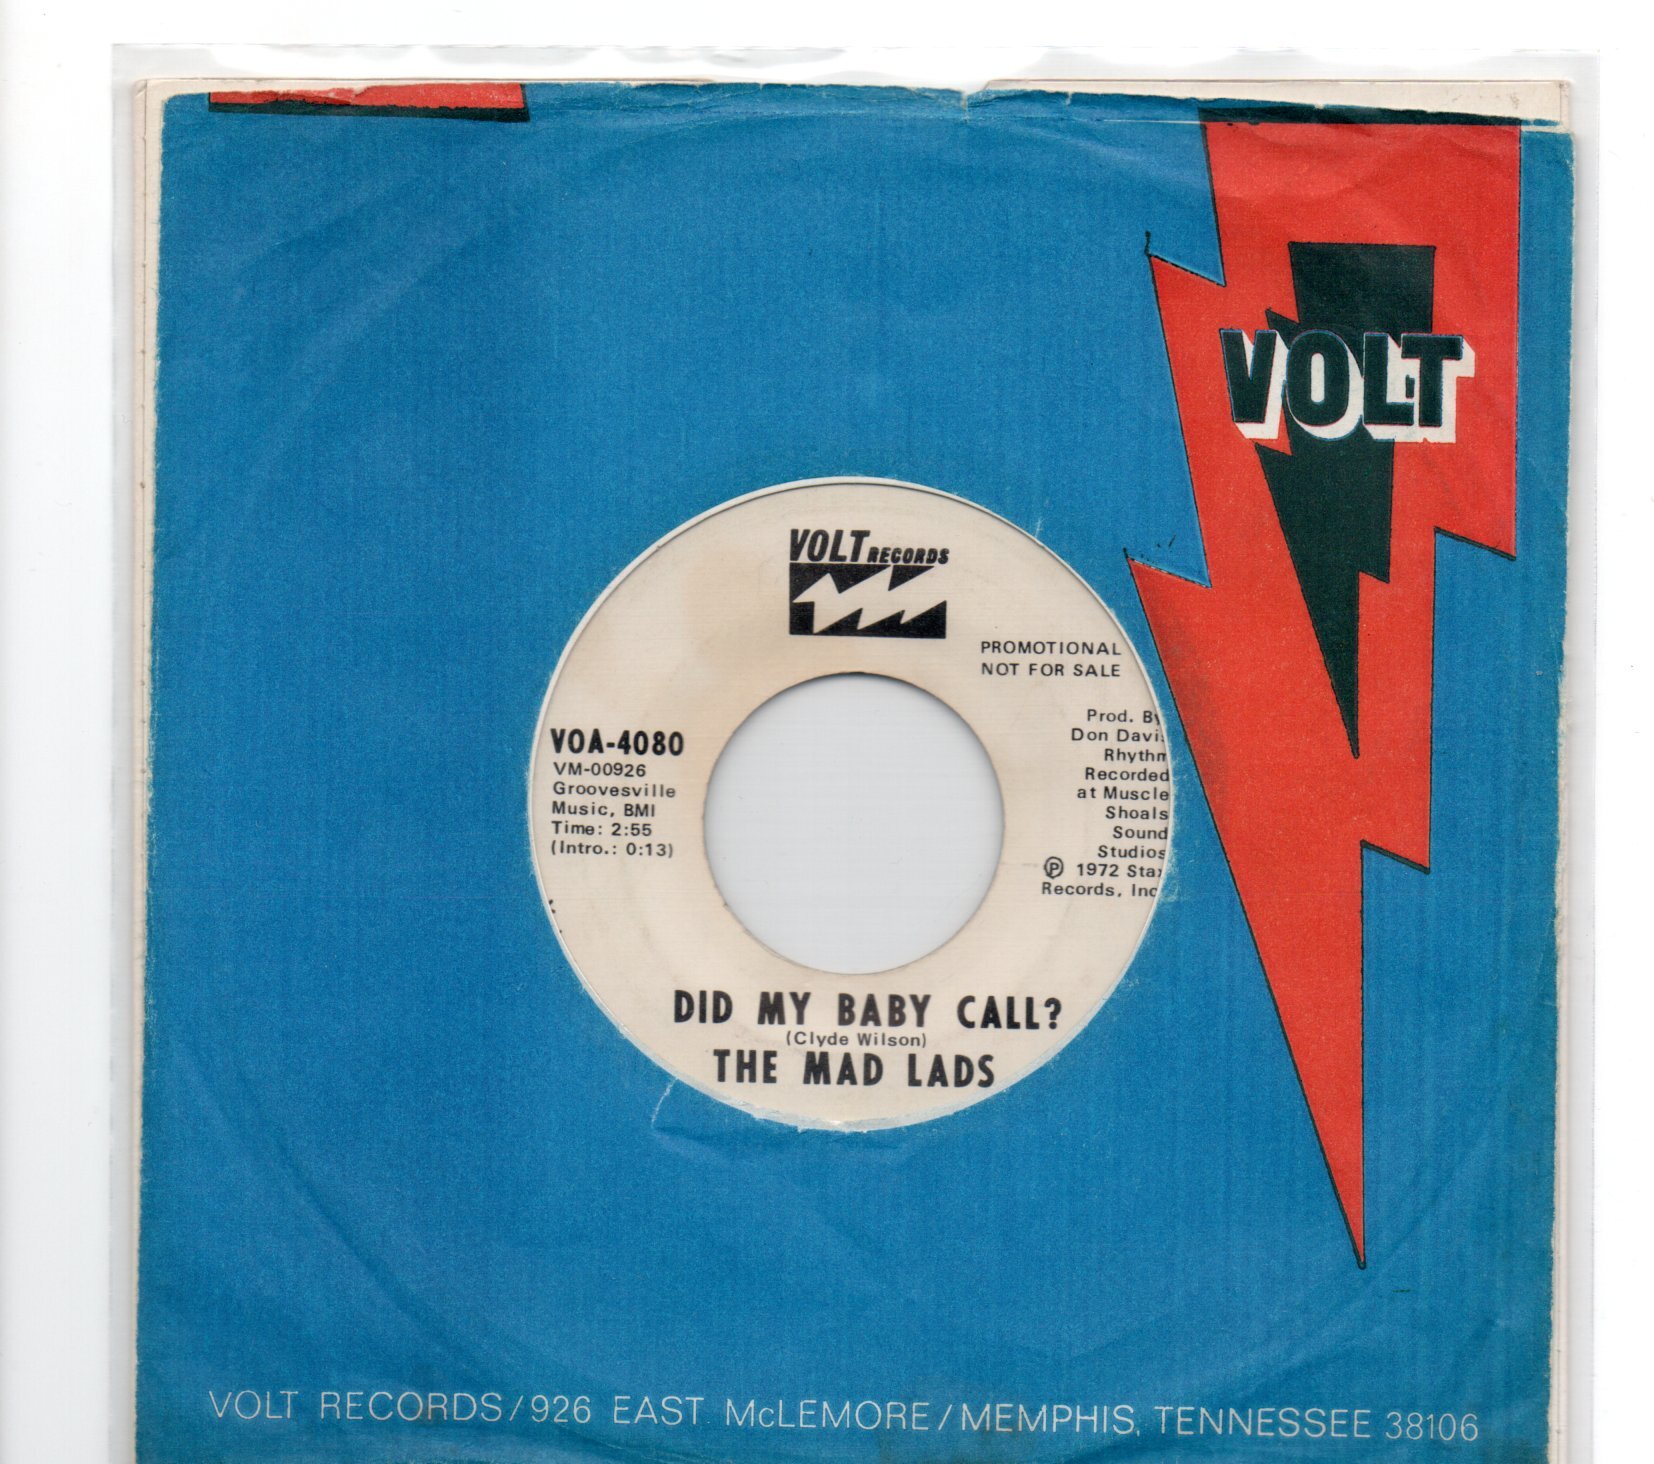 VOLT
VOLT RECORDS
PROMOTIONAL
NOT FOR SALE
VOA-4080
VM-00926
Groovesville
Music, BMI
Time: 2:55
(Intro.: 0:13)
Prod. By
Don Davi
Rhythm
Recorded
at Muscle
Shoals
Sound
Studios
Ⓟ 1972 Stax
Records, Inc
DID MY BABY CALL?
(Clyde Wilson)
THE MAD LADS
VOLT RECORDS/926 EAST McLEMORE/MEMPHIS, TENNESSEE 38106